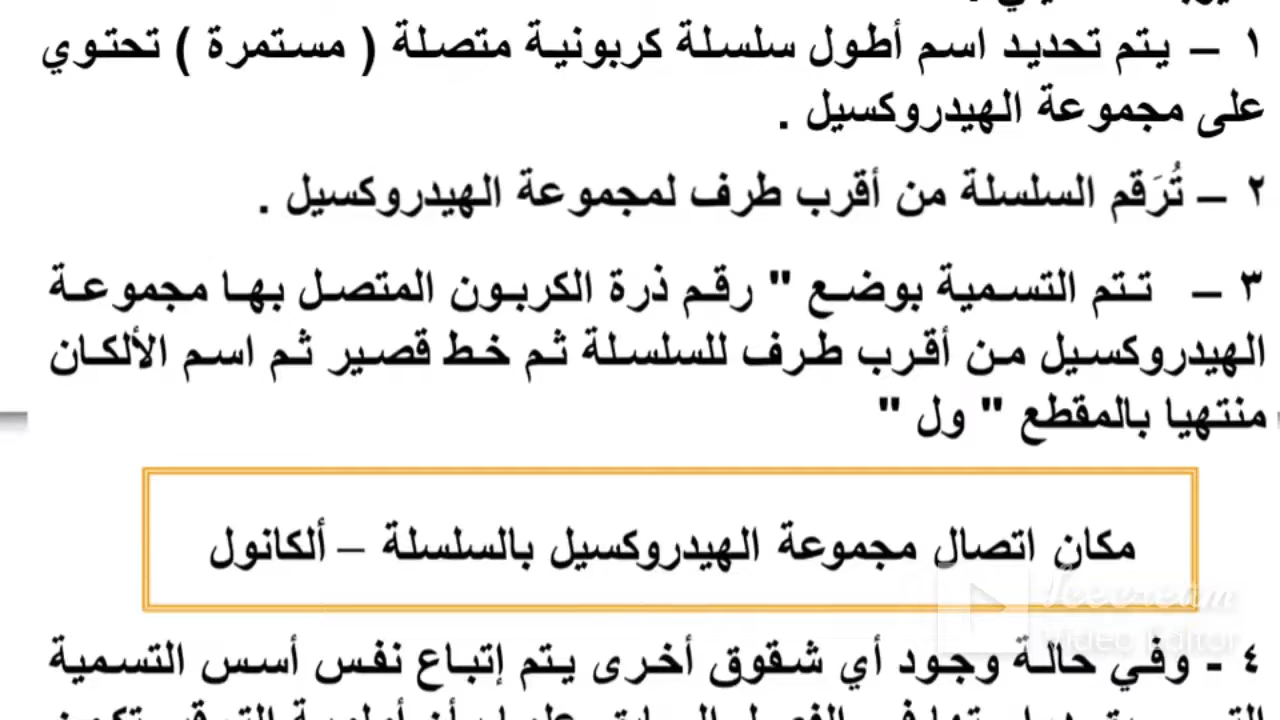 ١ – يتم تحديد اسم أطول سلسلة كربونية متصلة ( مستمرة ) تحتوي
على مجموعة الهيدروكسيل .
٢ – تُرَقم السلسلة من أقرب طرف لمجموعة الهيدروكسيل .
٣ – تتم التسمية بوضع " رقم ذرة الكربون المتصل بها مجموعة
الهيدروكسيل من أقرب طرف للسلسلة ثم خط قصير ثم اسم الألكان
منتهيا بالمقطع " ول "
مكان اتصال مجموعة الهيدروكسيل بالسلسلة – ألكانول
Icecream
Video Editor
٤ - وفي حالة وجود أي شقوق أخرى يتم إتباع نفس أسس التسمية